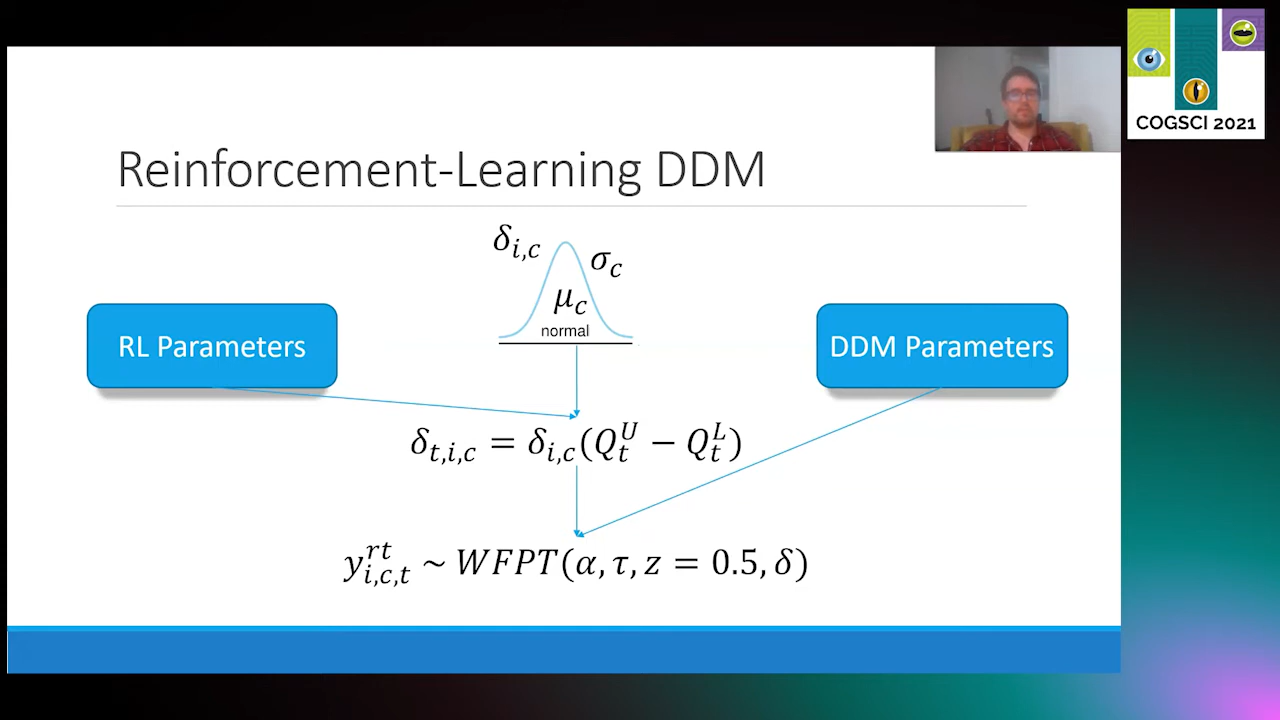 COGSCI 2021
Reinforcement-Learning DDM
δ_{i,c}
σ_c
μ_c
normal
RL Parameters
DDM Parameters
δ_{t,i,c} = δ_{i,c}(Q_t^U − Q_t^L)
y_{i,c,t}^{rt} ~ WFPT(α, τ, z = 0.5, δ)